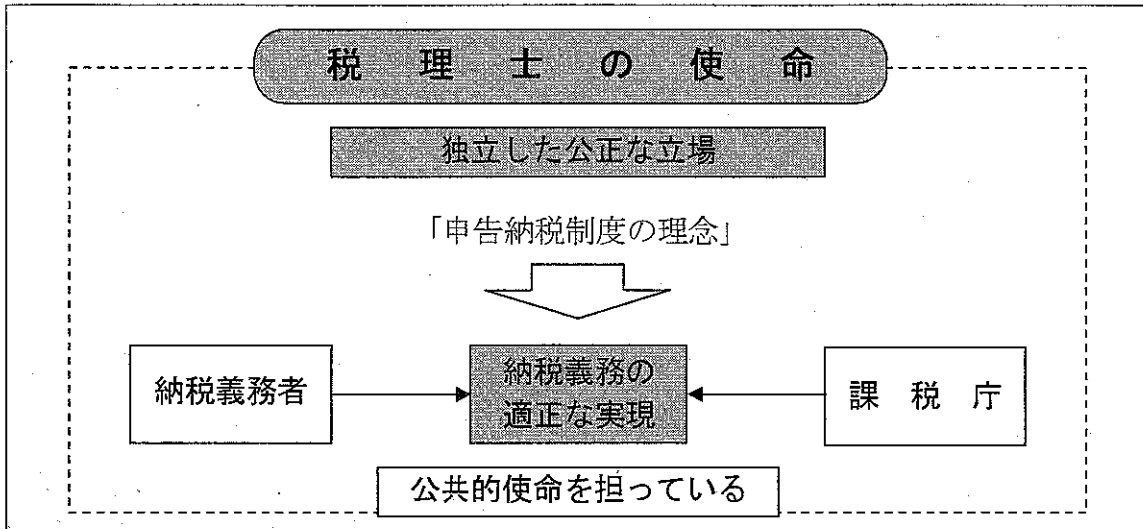 税理士の使命
独立した公正な立場
「申告納税制度の理念」
納税義務者
納税義務の
適正な実現
課税庁
公共的使命を担っている